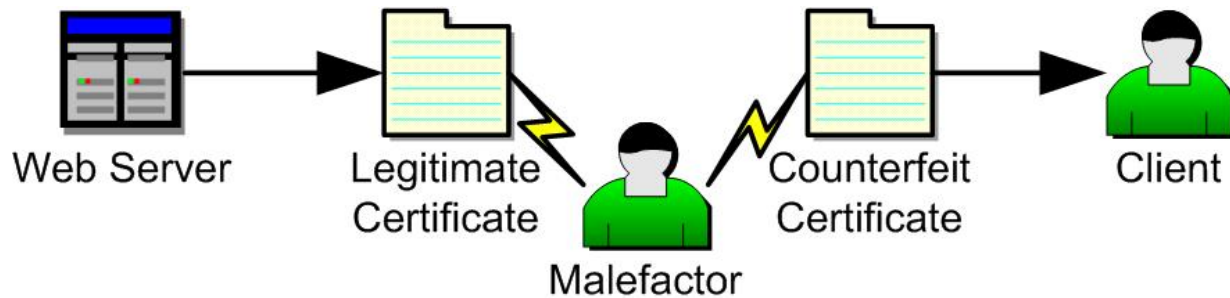 Web Server
Legitimate
Certificate
Malefactor
Counterfeit
Certificate
Client